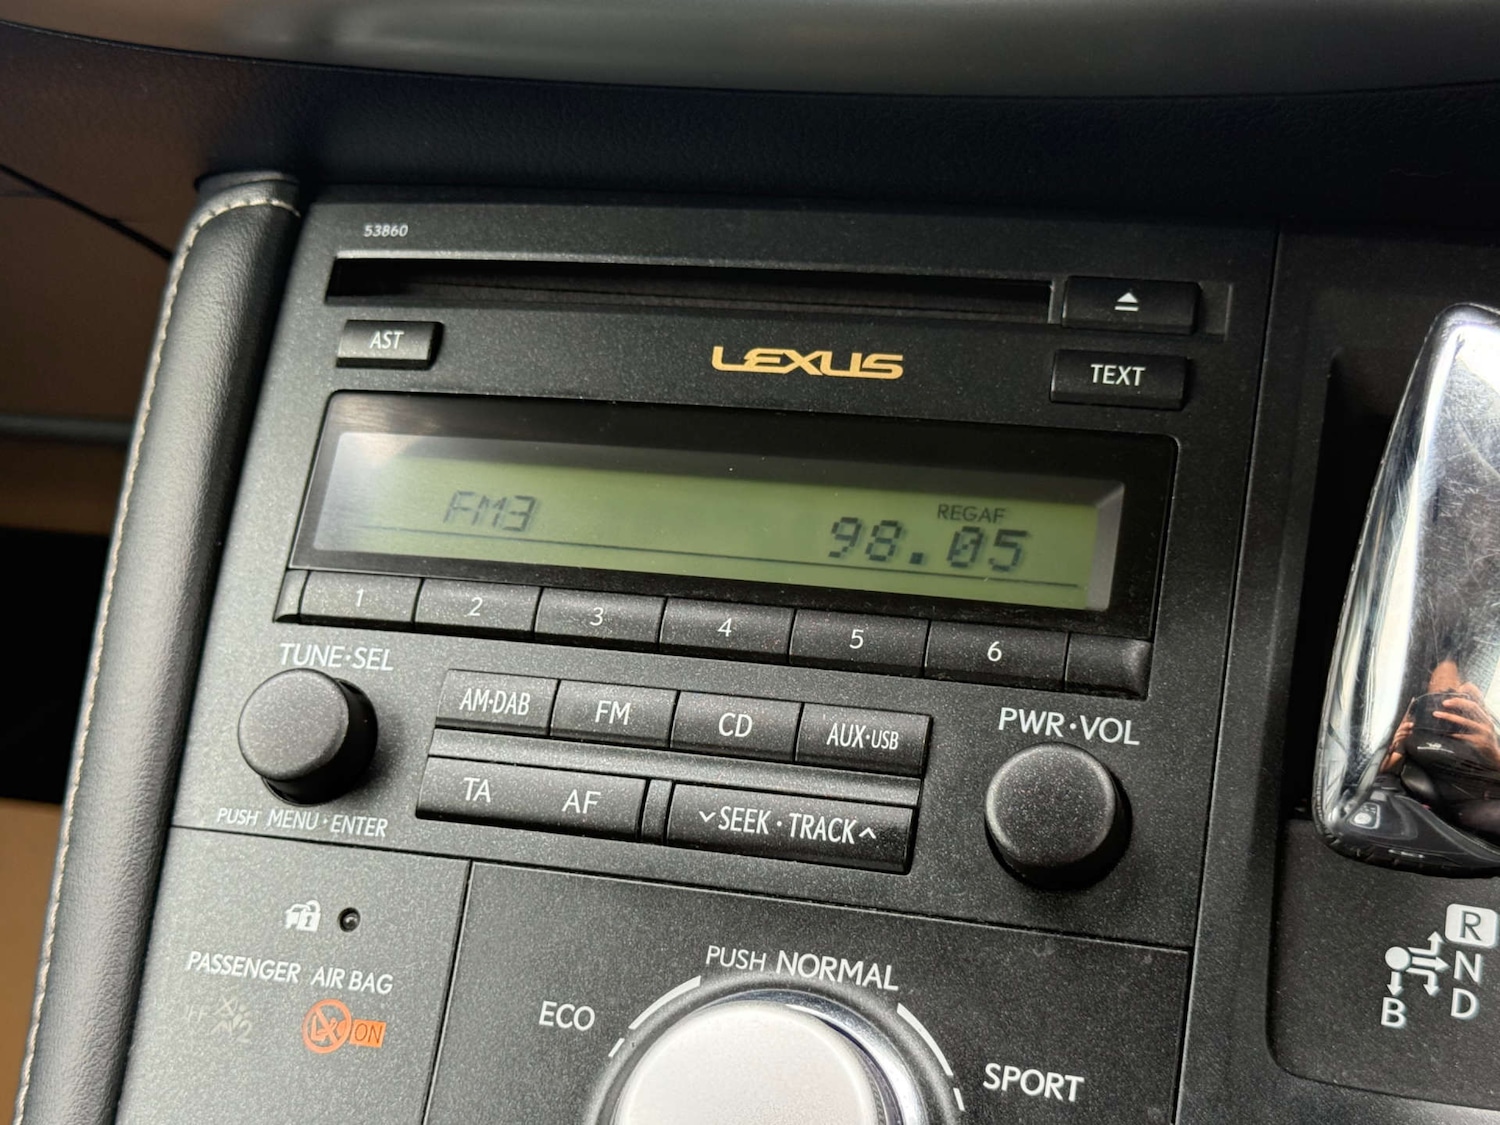 53860
AST
LEXUS
TEXT
FM3
REG AF
98.05
1 2 3 4 5 6
TUNE·SEL
AM·DAB FM CD AUX·USB
PWR·VOL
TA AF SEEK·TRACK
PUSH MENU·ENTER
PASSENGER AIR BAG
ON
PUSH NORMAL
ECO
SPORT
R
N
B D